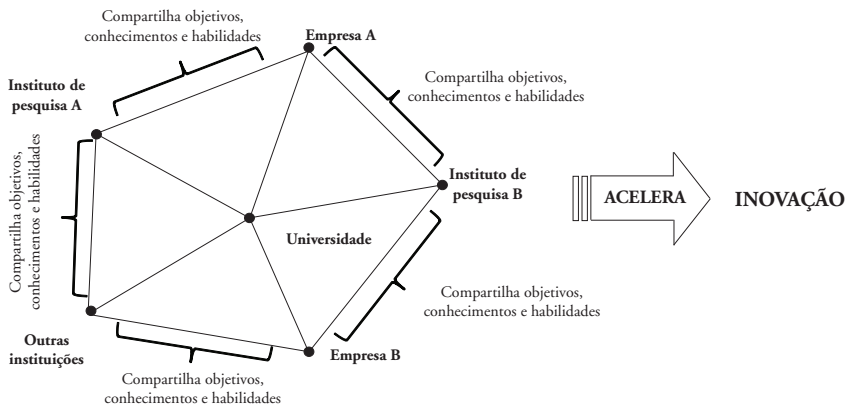 Compartilha objetivos,
conhecimentos e habilidades
Empresa A
Compartilha objetivos,
conhecimentos e habilidades
Instituto de
pesquisa A
Compartilha objetivos,
conhecimentos e habilidades
Instituto de
pesquisa B
ACELERA
INOVAÇÃO
Universidade
Compartilha objetivos,
conhecimentos e habilidades
Outras
instituições
Empresa B
Compartilha objetivos,
conhecimentos e habilidades